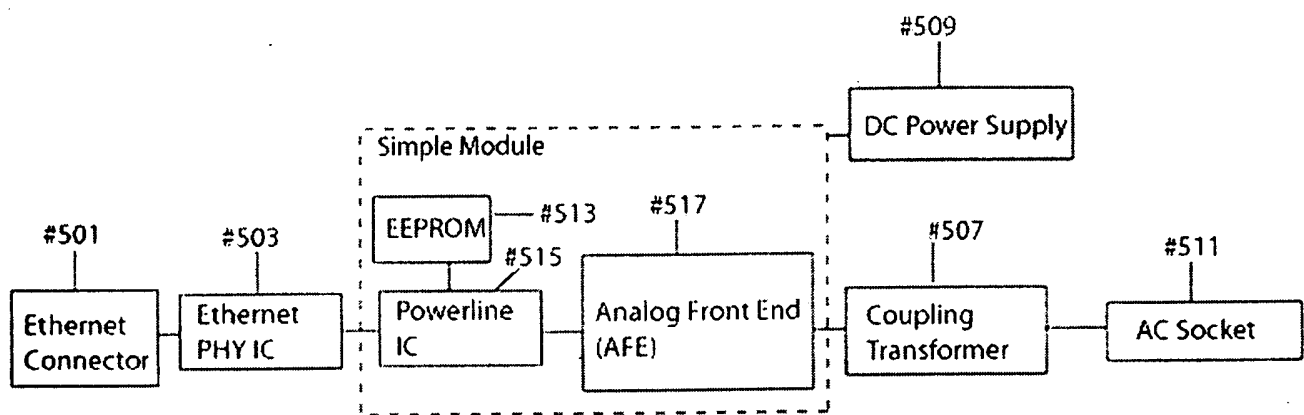 #509
DC Power Supply
Simple Module
EEPROM
#513
#517
#501
#503
#515
#507
#511
Ethernet
Connector
Ethernet
PHY IC
Powerline
IC
Analog Front End
(AFE)
Coupling
Transformer
AC Socket